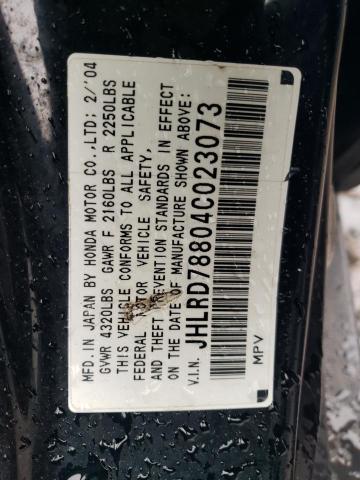 MFD. IN JAPAN BY HONDA MOTOR CO.,LTD; 2/'04
GVWR 4320LBS GAWR F 2160LBS R 2250LBS
THIS VEHICLE CONFORMS TO ALL APPLICABLE
FEDERAL MOTOR VEHICLE SAFETY,
AND THEFT PREVENTION STANDARDS IN EFFECT
ON THE DATE OF MANUFACTURE SHOWN ABOVE:
V.I.N. JHLRD78804C023073
MPV